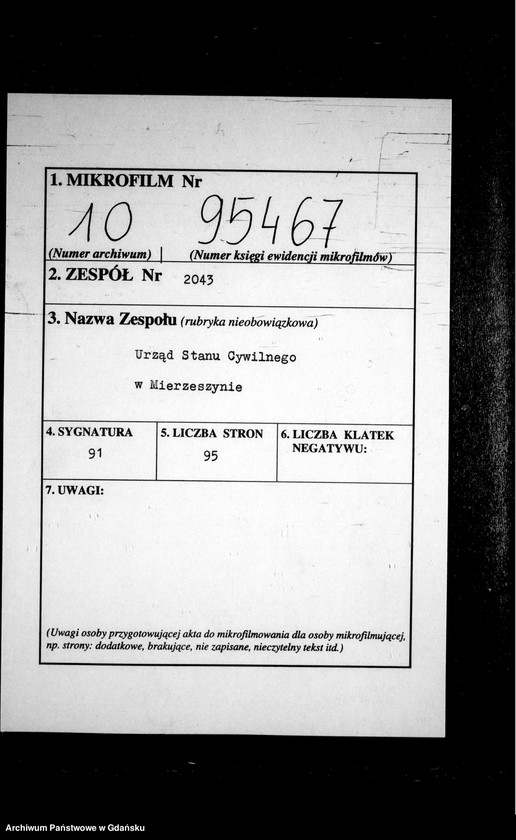 1. MIKROFILM Nr
10 95467
(Numer archiwum) (Numer księgi ewidencji mikrofilmów)
2. ZESPÓŁ Nr 2043
3. Nazwa Zespołu (rubryka nieobowiązkowa)
Urząd Stanu Cywilnego
w Mierzeszynie
4. SYGNATURA 5. LICZBA STRON 6. LICZBA KLATEK
NEGATYWU:
91 95
7. UWAGI:
(Uwagi osoby przygotowującej akta do mikrofilmowania dla osoby mikrofilmującej,
np. strony: dodatkowe, brakujące, nie zapisane, nieczytelny tekst itd.)
Archiwum Państwowe w Gdańsku